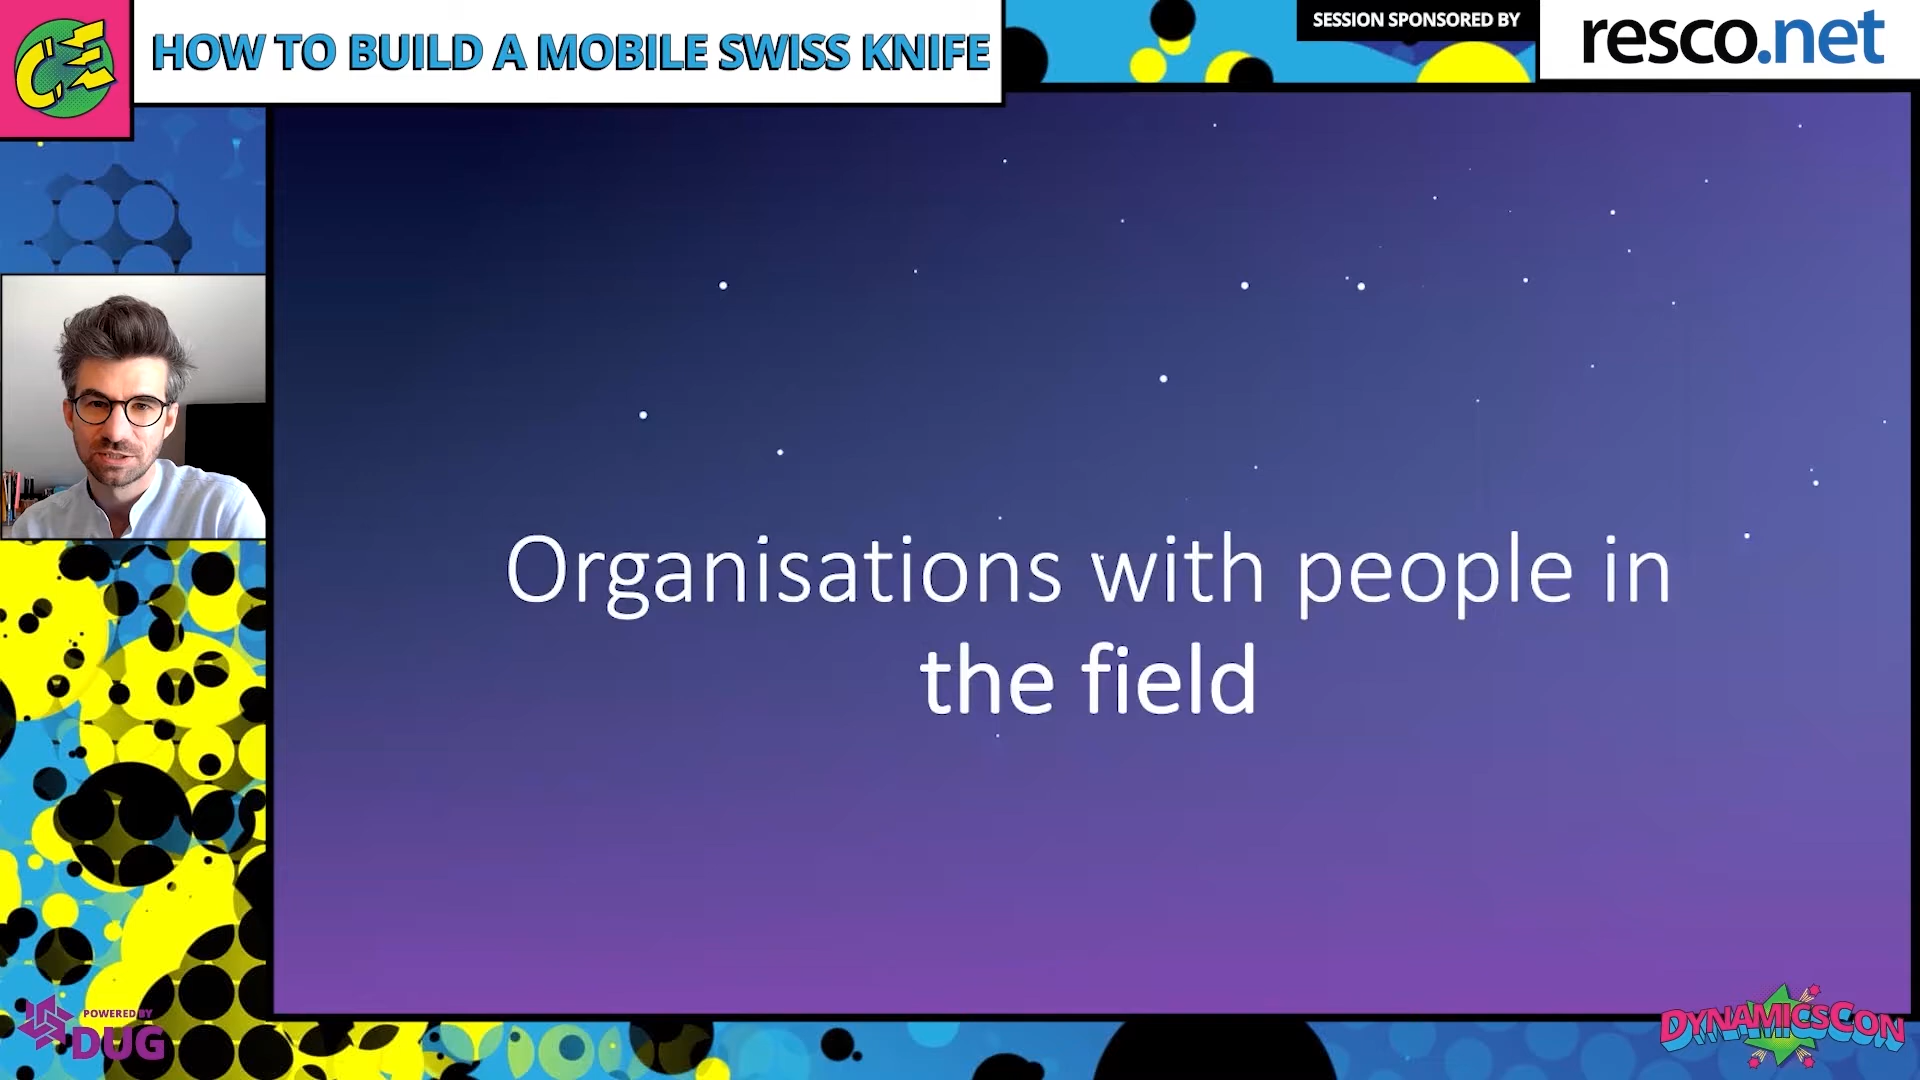 CE
HOW TO BUILD A MOBILE SWISS KNIFE
SESSION SPONSORED BY
resco.net
Organisations with people in
the field
POWERED BY
DUG
DYNAMICSCON